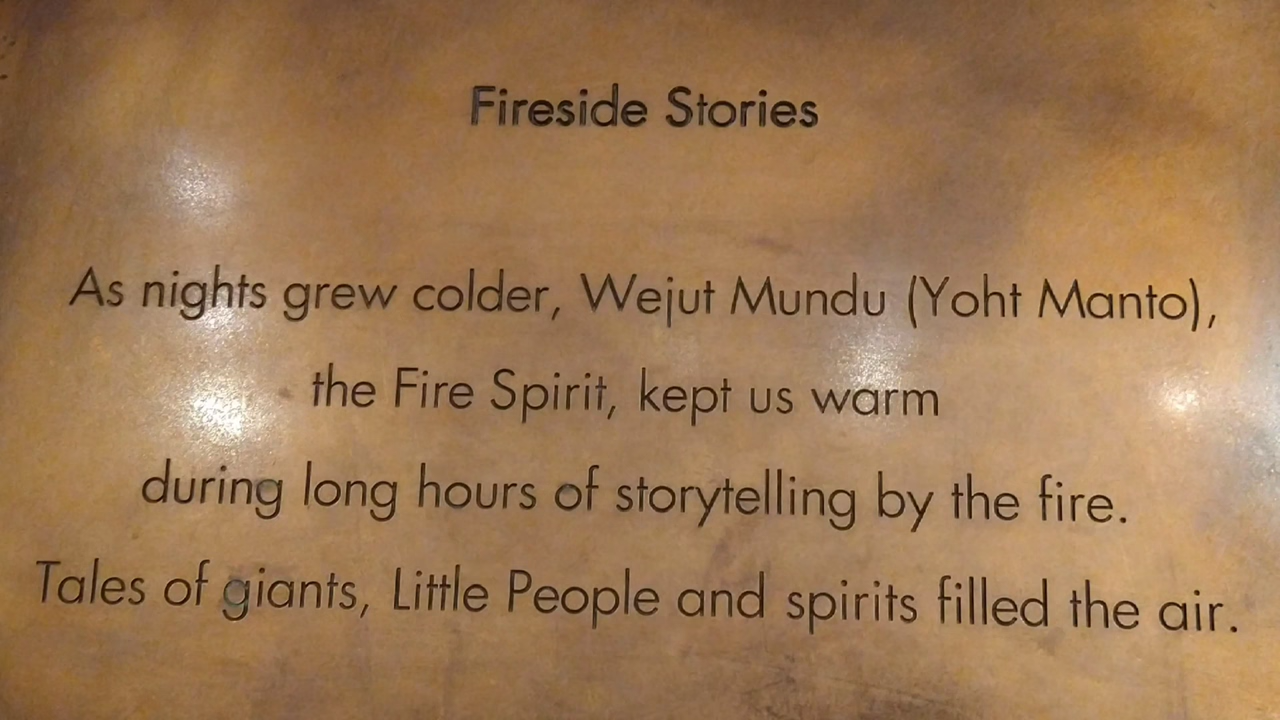 Fireside Stories
As nights grew colder, Wejut Mundu (Yoht Manto),
the Fire Spirit, kept us warm
during long hours of storytelling by the fire.
Tales of giants, Little People and spirits filled the air.